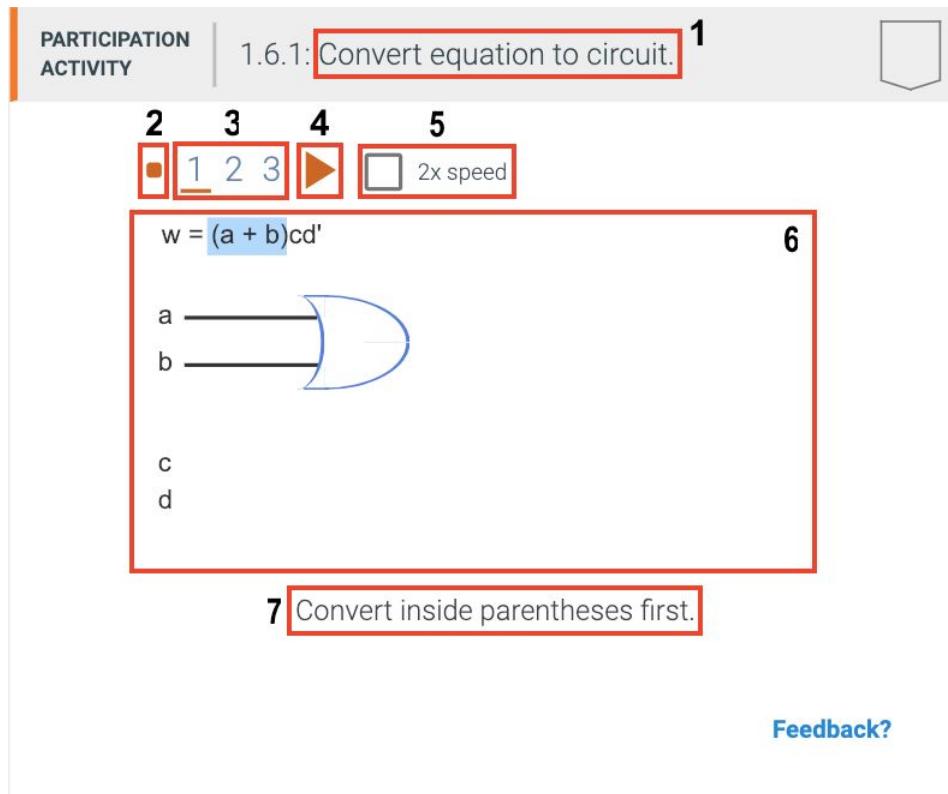 PARTICIPATION
ACTIVITY
1.6.1: Convert equation to circuit. 1
2 3 4 5
1 2 3 2x speed
w = (a + b)cd' 6
a
b
c
d
7 Convert inside parentheses first.
Feedback?